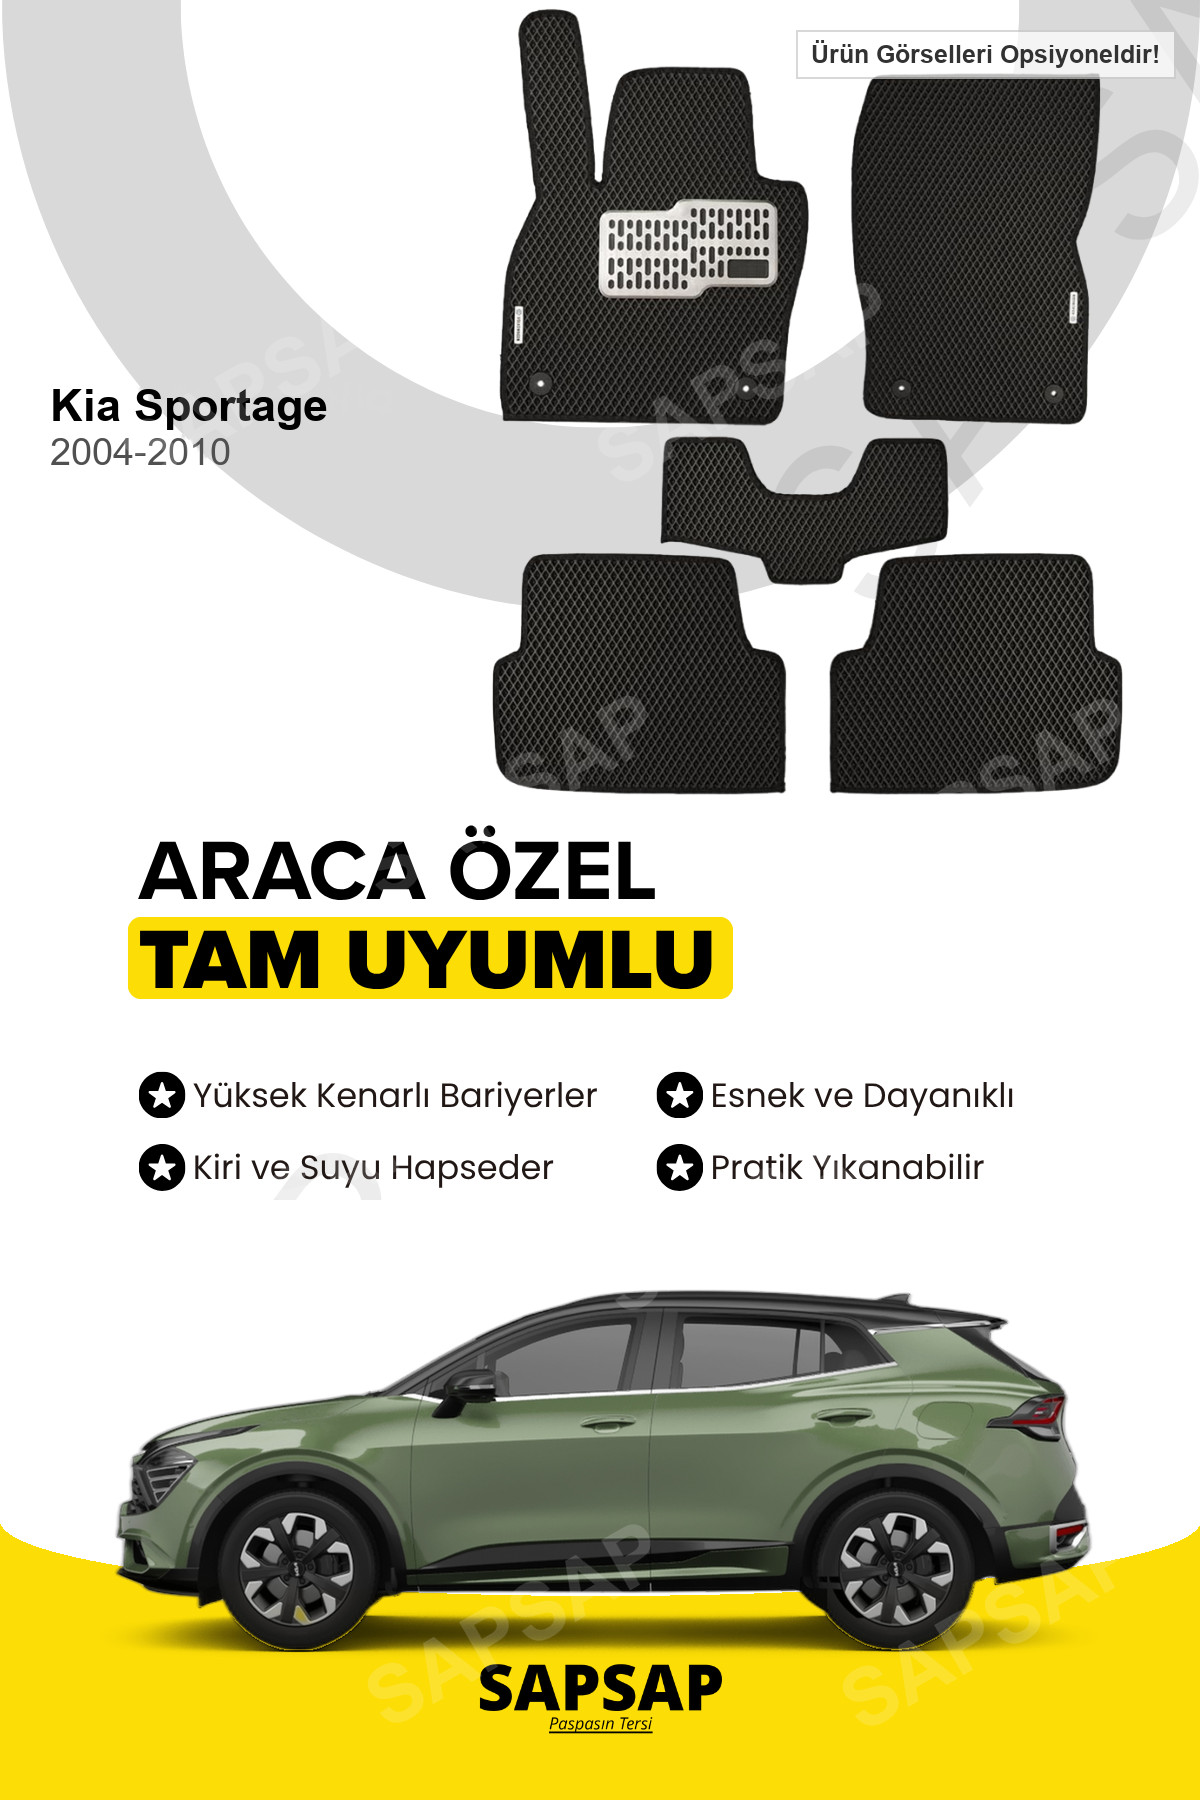 Ürün Görselleri Opsiyoneldir!
Kia Sportage
2004-2010
ARACA ÖZEL
TAM UYUMLU
Yüksek Kenarlı Bariyerler
Esnek ve Dayanıklı
Kiri ve Suyu Hapseder
Pratik Yıkanabilir
SAPSAP
Paspasın Tersi